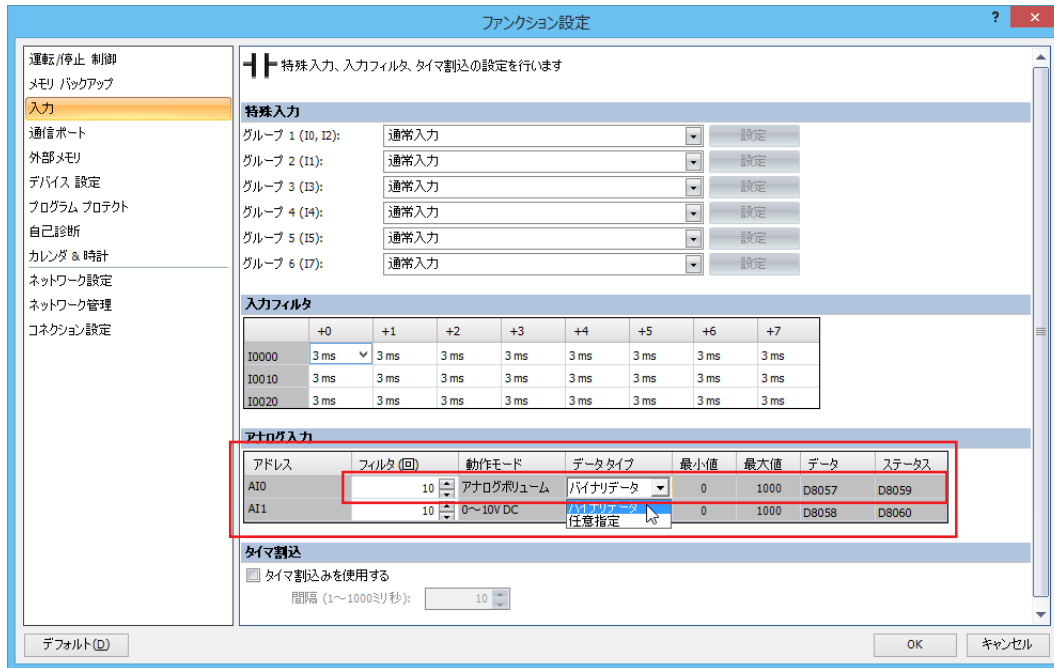 ファンクション設定
? ×
運転/停止 制御
メモリ バックアップ
入力
通信ポート
外部メモリ
デバイス 設定
プログラム プロテクト
自己診断
カレンダ & 時計
ネットワーク設定
ネットワーク管理
コネクション設定
特殊入力、入力フィルタ、タイマ割込の設定を行います
特殊入力
グループ 1 (I0, I2): 通常入力 設定
グループ 2 (I1): 通常入力 設定
グループ 3 (I3): 通常入力 設定
グループ 4 (I4): 通常入力 設定
グループ 5 (I5): 通常入力 設定
グループ 6 (I7): 通常入力 設定
入力フィルタ
+0 +1 +2 +3 +4 +5 +6 +7
I0000 3 ms 3 ms 3 ms 3 ms 3 ms 3 ms 3 ms 3 ms
I0010 3 ms 3 ms 3 ms 3 ms 3 ms 3 ms 3 ms 3 ms
I0020 3 ms 3 ms 3 ms 3 ms 3 ms 3 ms 3 ms 3 ms
アナログ入力
アドレス フィルタ (回) 動作モード データ タイプ 最小値 最大値 データ ステータス
AI0 10 アナログボリューム バイナリデータ 0 1000 D8057 D8059
AI1 10 0～10V DC バイナリデータ 0 1000 D8058 D8060
任意指定
タイマ割込
タイマ割込みを使用する
間隔 (1～1000ミリ秒): 10
デフォルト(D) OK キャンセル